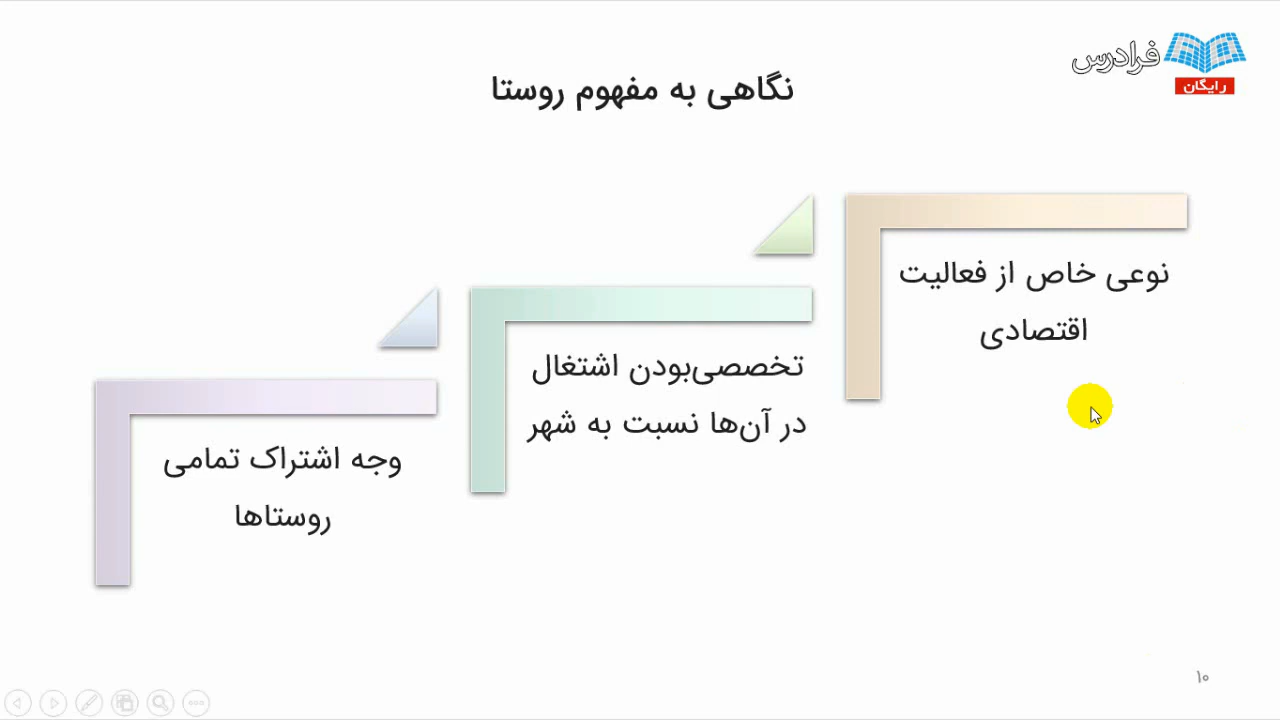 فرادرس
رایگان
نگاهی به مفهوم روستا
نوعی خاص از فعالیت
اقتصادی
تخصصی‌بودن اشتغال
در آن‌ها نسبت به شهر
وجه اشتراک تمامی
روستاها
۱۰